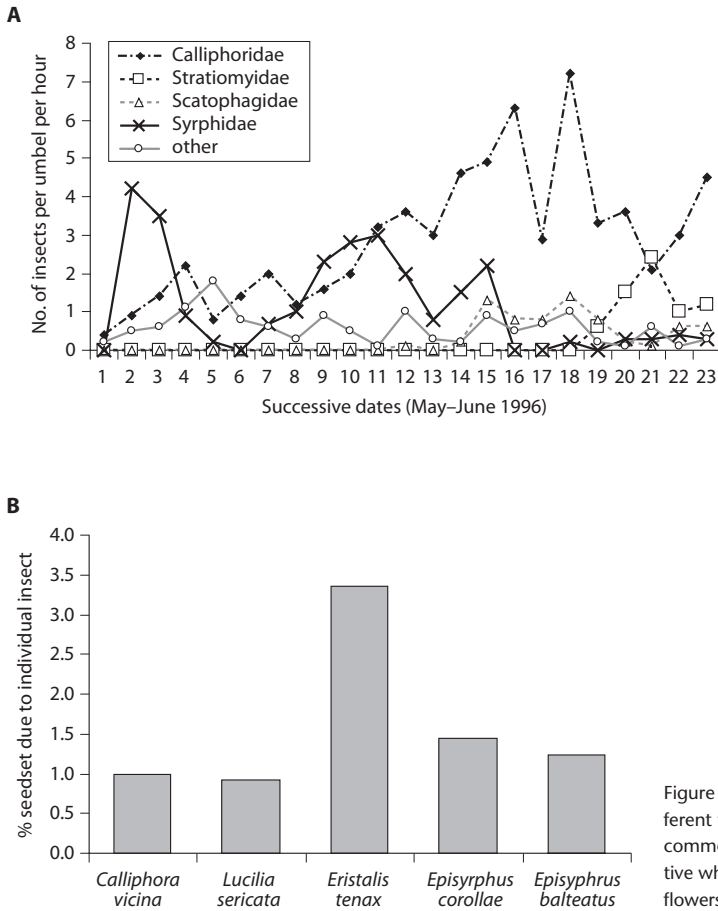 A
No. of insects per umbel per hour
8
7
6
5
4
3
2
1
0
Calliphoridae
Stratiomyidae
Scatophagidae
Syrphidae
other
1 2 3 4 5 6 7 8 9 10 11 12 13 14 15 16 17 18 19 20 21 22 23
Successive dates (May–June 1996)
B
% seedset due to individual insect
4.0
3.5
3.0
2.5
2.0
1.5
1.0
0.5
0.0
Calliphora vicina
Lucilia sericata
Eristalis tenax
Episyrphus corollae
Episyphrus balteatus
Figure
ferent
comm
tive wh
flowers